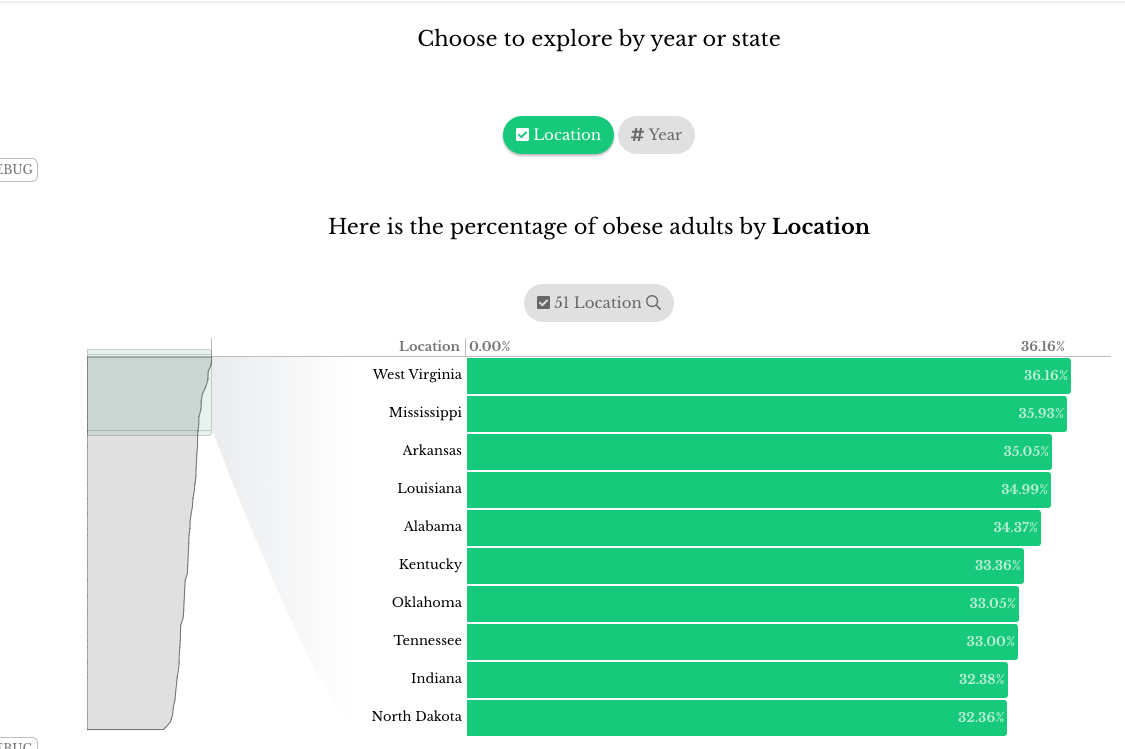 Choose to explore by year or state
Location # Year
EBUG
Here is the percentage of obese adults by Location
51 Location
Location 0.00% 36.16%
West Virginia 36.16%
Mississippi 35.93%
Arkansas 35.05%
Louisiana 34.99%
Alabama 34.37%
Kentucky 33.36%
Oklahoma 33.05%
Tennessee 33.00%
Indiana 32.38%
North Dakota 32.36%
EBUG